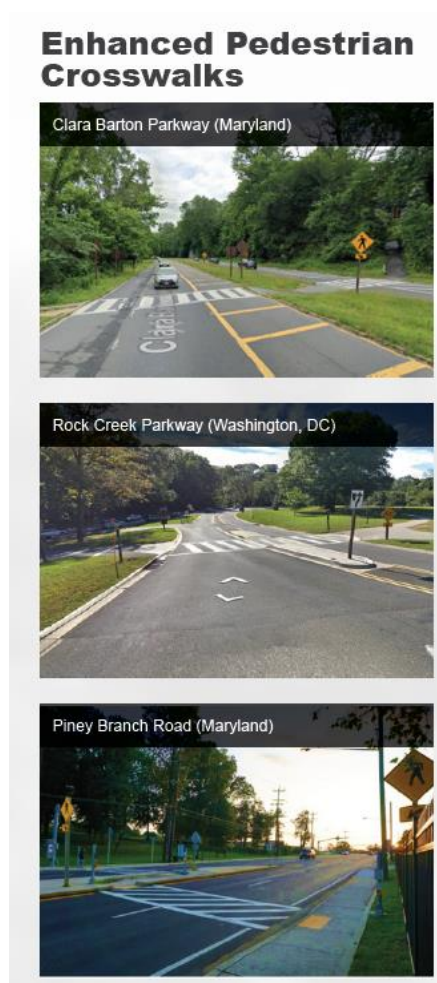 Enhanced Pedestrian
Crosswalks
Clara Barton Parkway (Maryland)
Clara B
Rock Creek Parkway (Washington, DC)
Piney Branch Road (Maryland)